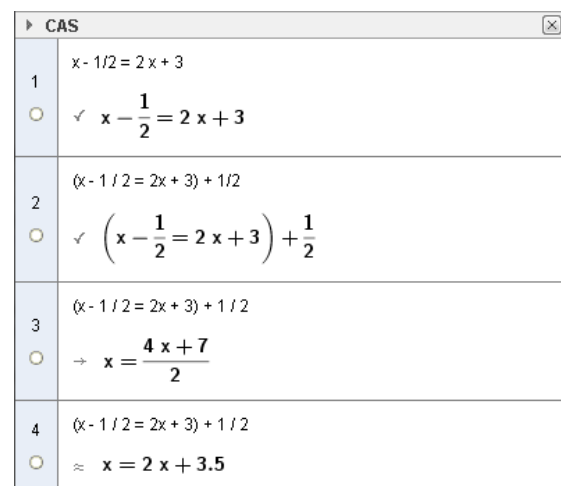 CAS
1
x - 1/2 = 2 x + 3
✓ x − 1/2 = 2 x + 3
2
(x - 1 / 2 = 2x + 3) + 1/2
✓ (x − 1/2 = 2 x + 3) + 1/2
3
(x - 1 / 2 = 2x + 3) + 1 / 2
→ x = (4 x + 7)/2
4
(x - 1 / 2 = 2x + 3) + 1 / 2
≈ x = 2 x + 3.5